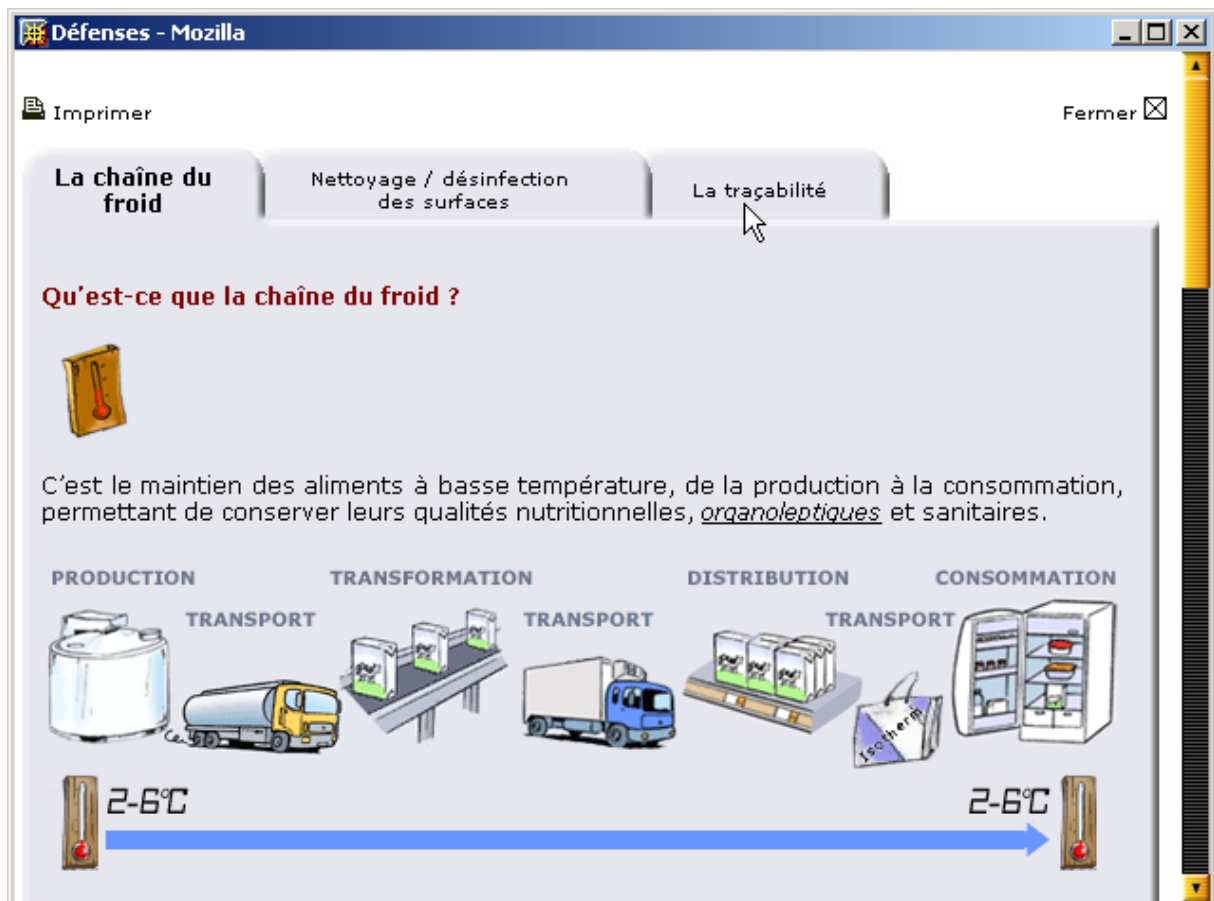 Défenses - Mozilla
Imprimer
Fermer
La chaîne du
froid
Nettoyage / désinfection
des surfaces
La traçabilité
Qu'est-ce que la chaîne du froid ?
C'est le maintien des aliments à basse température, de la production à la consommation,
permettant de conserver leurs qualités nutritionnelles, organoleptiques et sanitaires.
PRODUCTION
TRANSPORT
TRANSFORMATION
TRANSPORT
DISTRIBUTION
TRANSPORT
CONSOMMATION
Isotherm
2-6°C
2-6°C